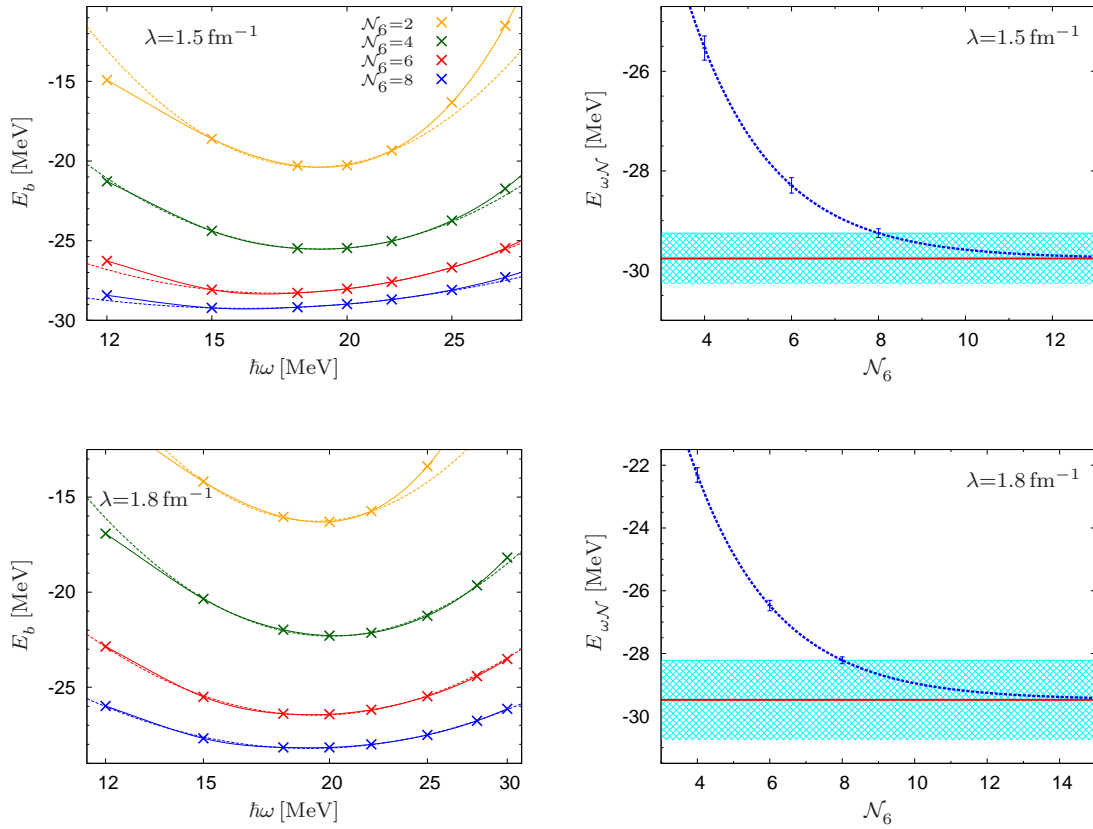 λ=1.5 fm⁻¹
𝒩₆=2
𝒩₆=4
𝒩₆=6
𝒩₆=8
E_b [MeV]
-15
-20
-25
-30
12 15 20 25
ħω [MeV]
λ=1.5 fm⁻¹
E_ω𝒩 [MeV]
-26
-28
-30
4 6 8 10 12
𝒩₆
λ=1.8 fm⁻¹
E_b [MeV]
-15
-20
-25
12 15 20 25 30
ħω [MeV]
λ=1.8 fm⁻¹
E_ω𝒩 [MeV]
-22
-24
-26
-28
-30
4 6 8 10 12 14
𝒩₆